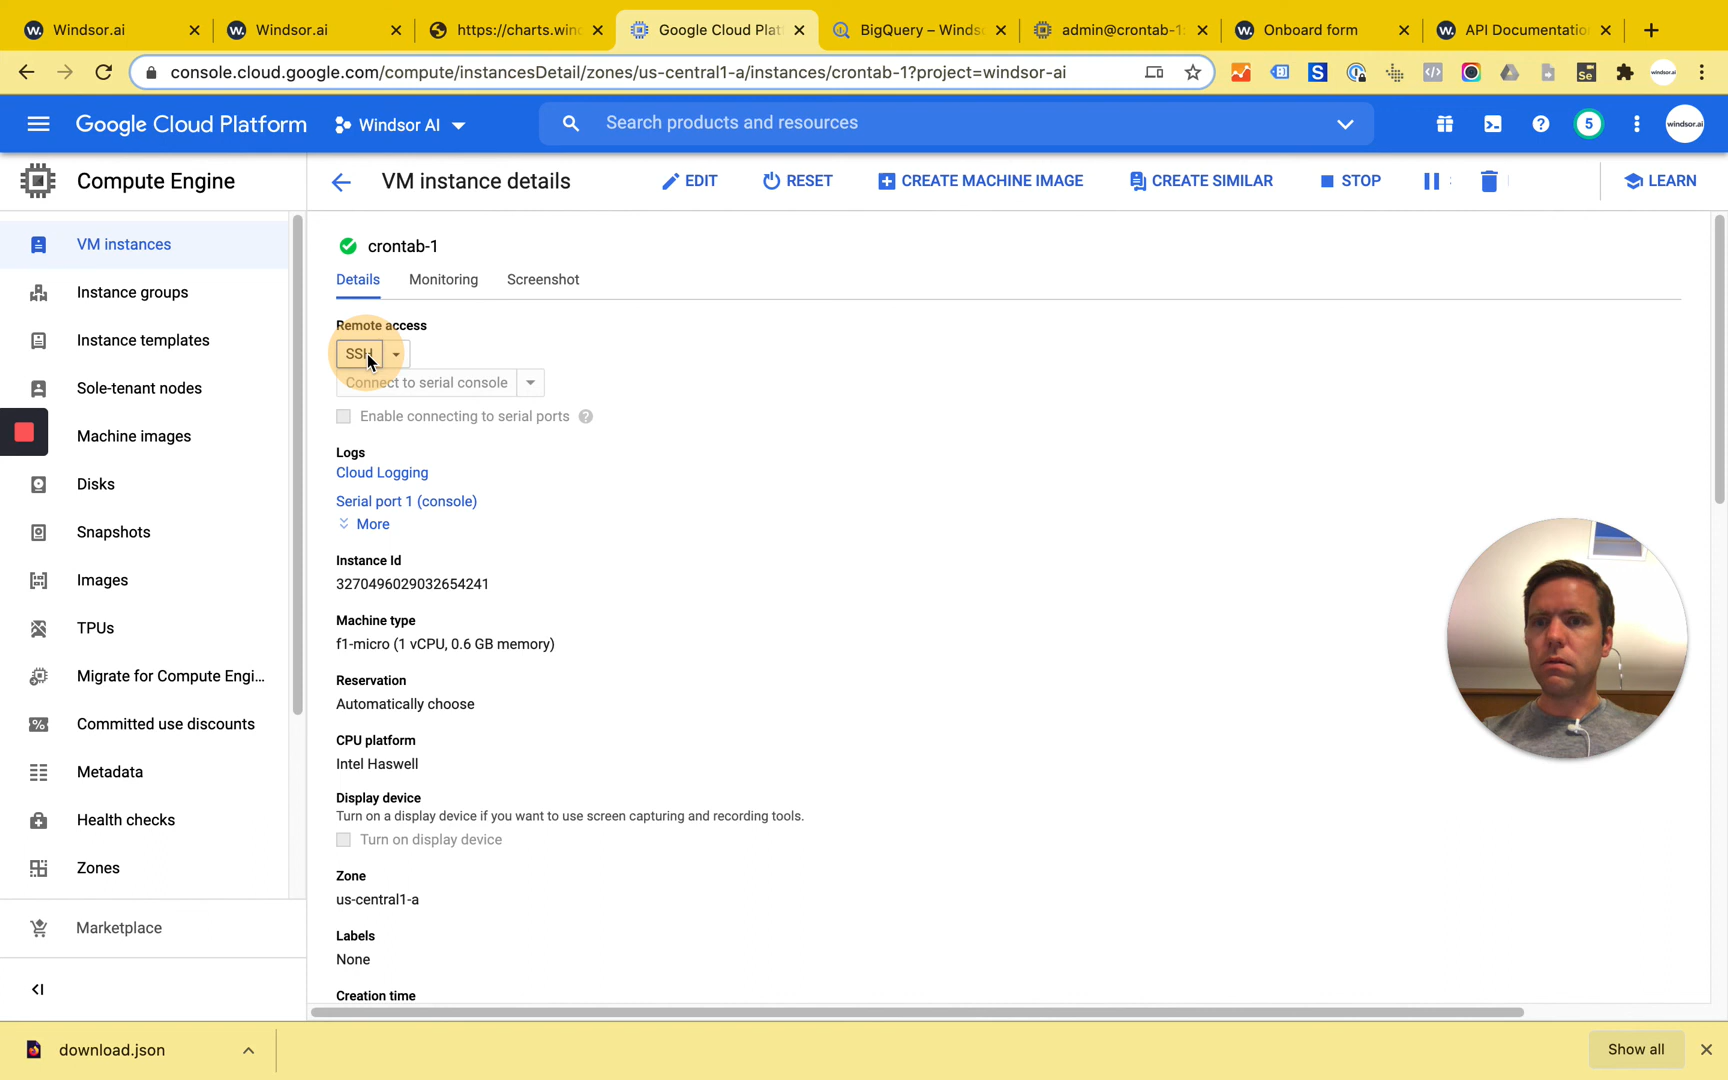 Windsor.ai
Windsor.ai
https://charts.win
Google Cloud Plat
BigQuery – Winds
admin@crontab-1:
Onboard form
API Documentatio
console.cloud.google.com/compute/instancesDetail/zones/us-central1-a/instances/crontab-1?project=windsor-ai
Google Cloud Platform
Windsor AI
Search products and resources
5
windsor.ai
Compute Engine
VM instance details
EDIT
RESET
CREATE MACHINE IMAGE
CREATE SIMILAR
STOP
LEARN
VM instances
Instance groups
Instance templates
Sole-tenant nodes
Machine images
Disks
Snapshots
Images
TPUs
Migrate for Compute Engi...
Committed use discounts
Metadata
Health checks
Zones
Marketplace
crontab-1
Details
Monitoring
Screenshot
Remote access
SSH
Connect to serial console
Enable connecting to serial ports
Logs
Cloud Logging
Serial port 1 (console)
More
Instance Id
3270496029032654241
Machine type
f1-micro (1 vCPU, 0.6 GB memory)
Reservation
Automatically choose
CPU platform
Intel Haswell
Display device
Turn on a display device if you want to use screen capturing and recording tools.
Turn on display device
Zone
us-central1-a
Labels
None
Creation time
download.json
Show all